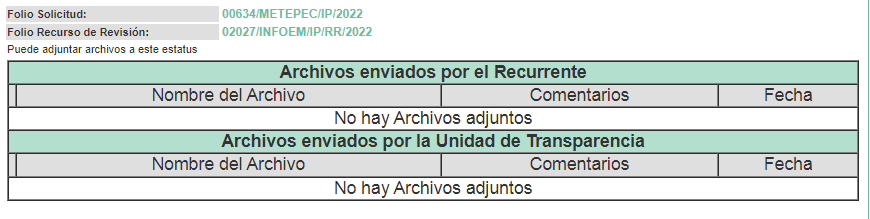 Folio Solicitud: 00634/METEPEC/IP/2022
Folio Recurso de Revisión: 02027/INFOEM/IP/RR/2022
Puede adjuntar archivos a este estatus
Archivos enviados por el Recurrente
Nombre del Archivo Comentarios Fecha
No hay Archivos adjuntos
Archivos enviados por la Unidad de Transparencia
Nombre del Archivo Comentarios Fecha
No hay Archivos adjuntos